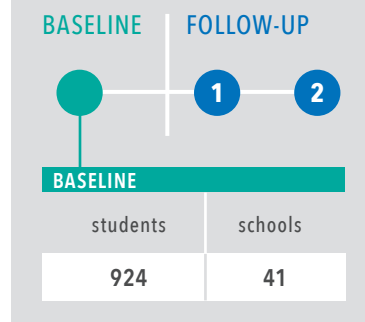 BASELINE FOLLOW-UP
1 2
BASELINE
students schools
924 41